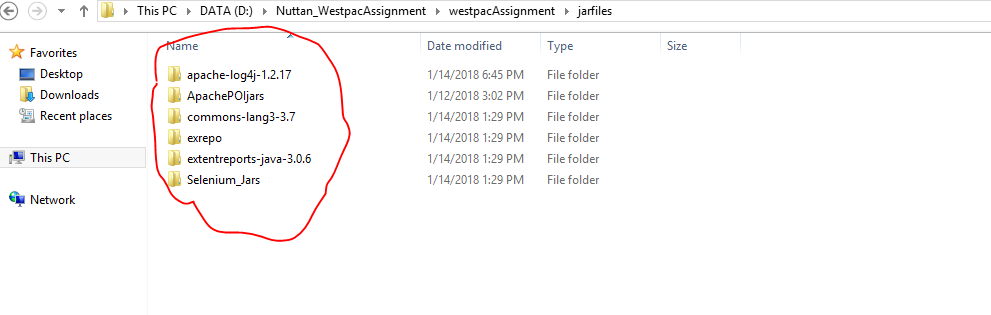 This PC ▸ DATA (D:) ▸ Nuttan_WestpacAssignment ▸ westpacAssignment ▸ jarfiles
Favorites
Desktop
Downloads
Recent places
This PC
Network
Name Date modified Type Size
apache-log4j-1.2.17 1/14/2018 6:45 PM File folder
ApachePOIjars 1/12/2018 3:02 PM File folder
commons-lang3-3.7 1/14/2018 1:29 PM File folder
exrepo 1/14/2018 1:29 PM File folder
extentreports-java-3.0.6 1/14/2018 1:29 PM File folder
Selenium_Jars 1/14/2018 1:29 PM File folder